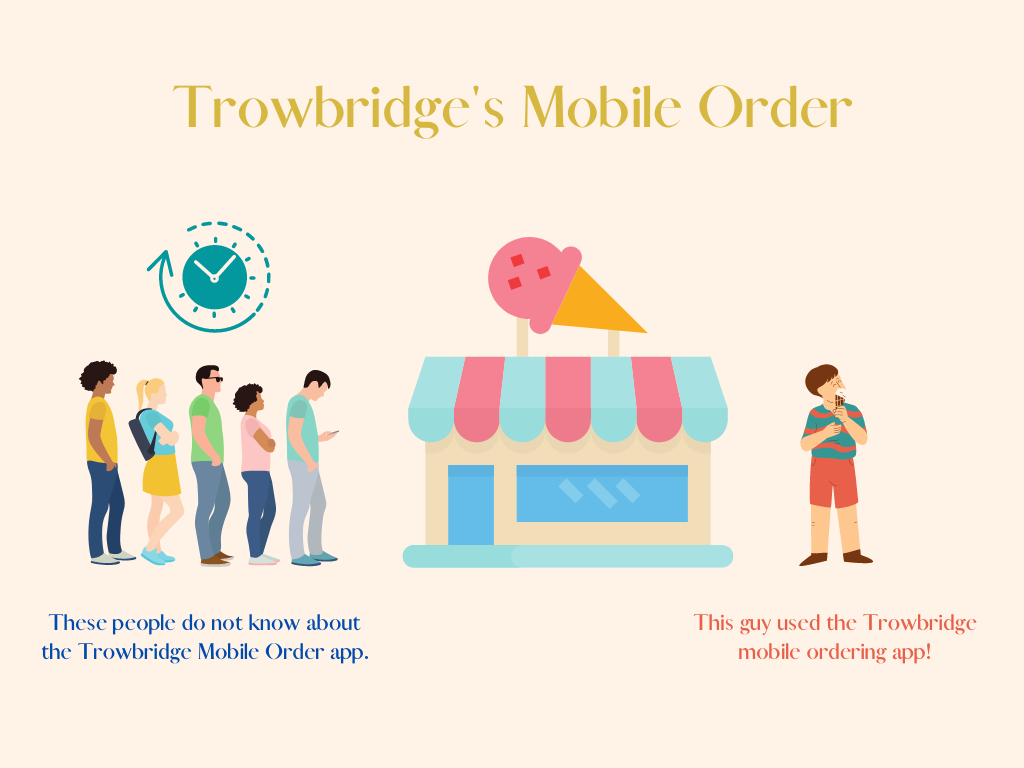 Trowbridge's Mobile Order
These people do not know about
the Trowbridge Mobile Order app.
This guy used the Trowbridge
mobile ordering app!